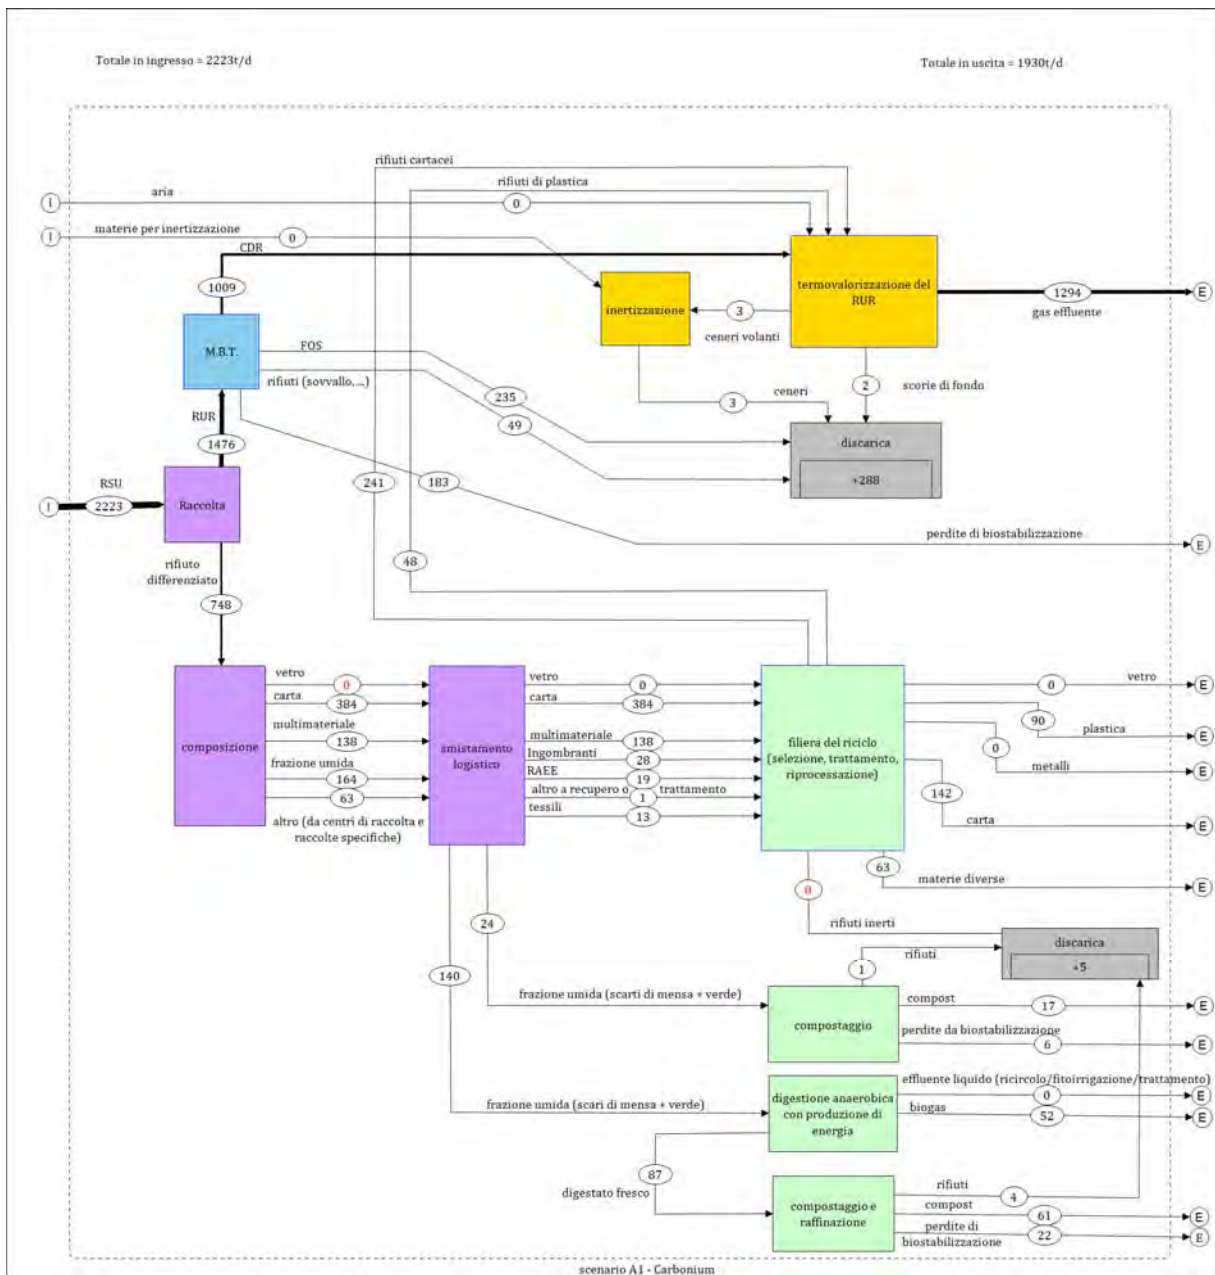 Totale in ingresso = 2223t/d
Totale in uscita = 1930t/d
rifiuti cartacei
rifiuti di plastica
aria
I
0
materie per inertizzazione
I
0
CDR
1009
termovalorizzazione del
RUR
1294
E
gas effluente
inertizzazione
3
ceneri volanti
M.B.T.
FOS
rifiuti (sovvallo, ...)
235
49
ceneri
3
2
scorie di fondo
RUR
1476
discarica
+288
RSU
I
2223
Raccolta
241
183
perdite di biostabilizzazione
E
rifiuto
differenziato
748
48
composizione
vetro
0
carta
384
multimateriale
138
frazione umida
164
63
altro (da centri di raccolta e
raccolte specifiche)
smistamento
logistico
vetro
0
carta
384
multimateriale
138
Ingombranti
28
RAEE
19
altro a recupero o
1
trattamento
tessili
13
filiera del riciclo
(selezione, trattamento,
riprocessazione)
0
vetro
E
90
plastica
E
0
metalli
E
142
carta
E
63
materie diverse
E
0
rifiuti inerti
24
140
discarica
+5
1
rifiuti
frazione umida (scarti di mensa + verde)
compostaggio
compost
17
E
perdite da biostabilizzazione
6
E
frazione umida (scari di mensa + verde)
digestione anaerobica
con produzione di
energia
effluente liquido (ricircolo/fitoirrigazione/trattamento)
0
E
biogas
52
E
87
digestato fresco
compostaggio e
raffinazione
rifiuti
4
compost
61
E
perdite di
biostabilizzazione
22
E
scenario A1 - Carbonium